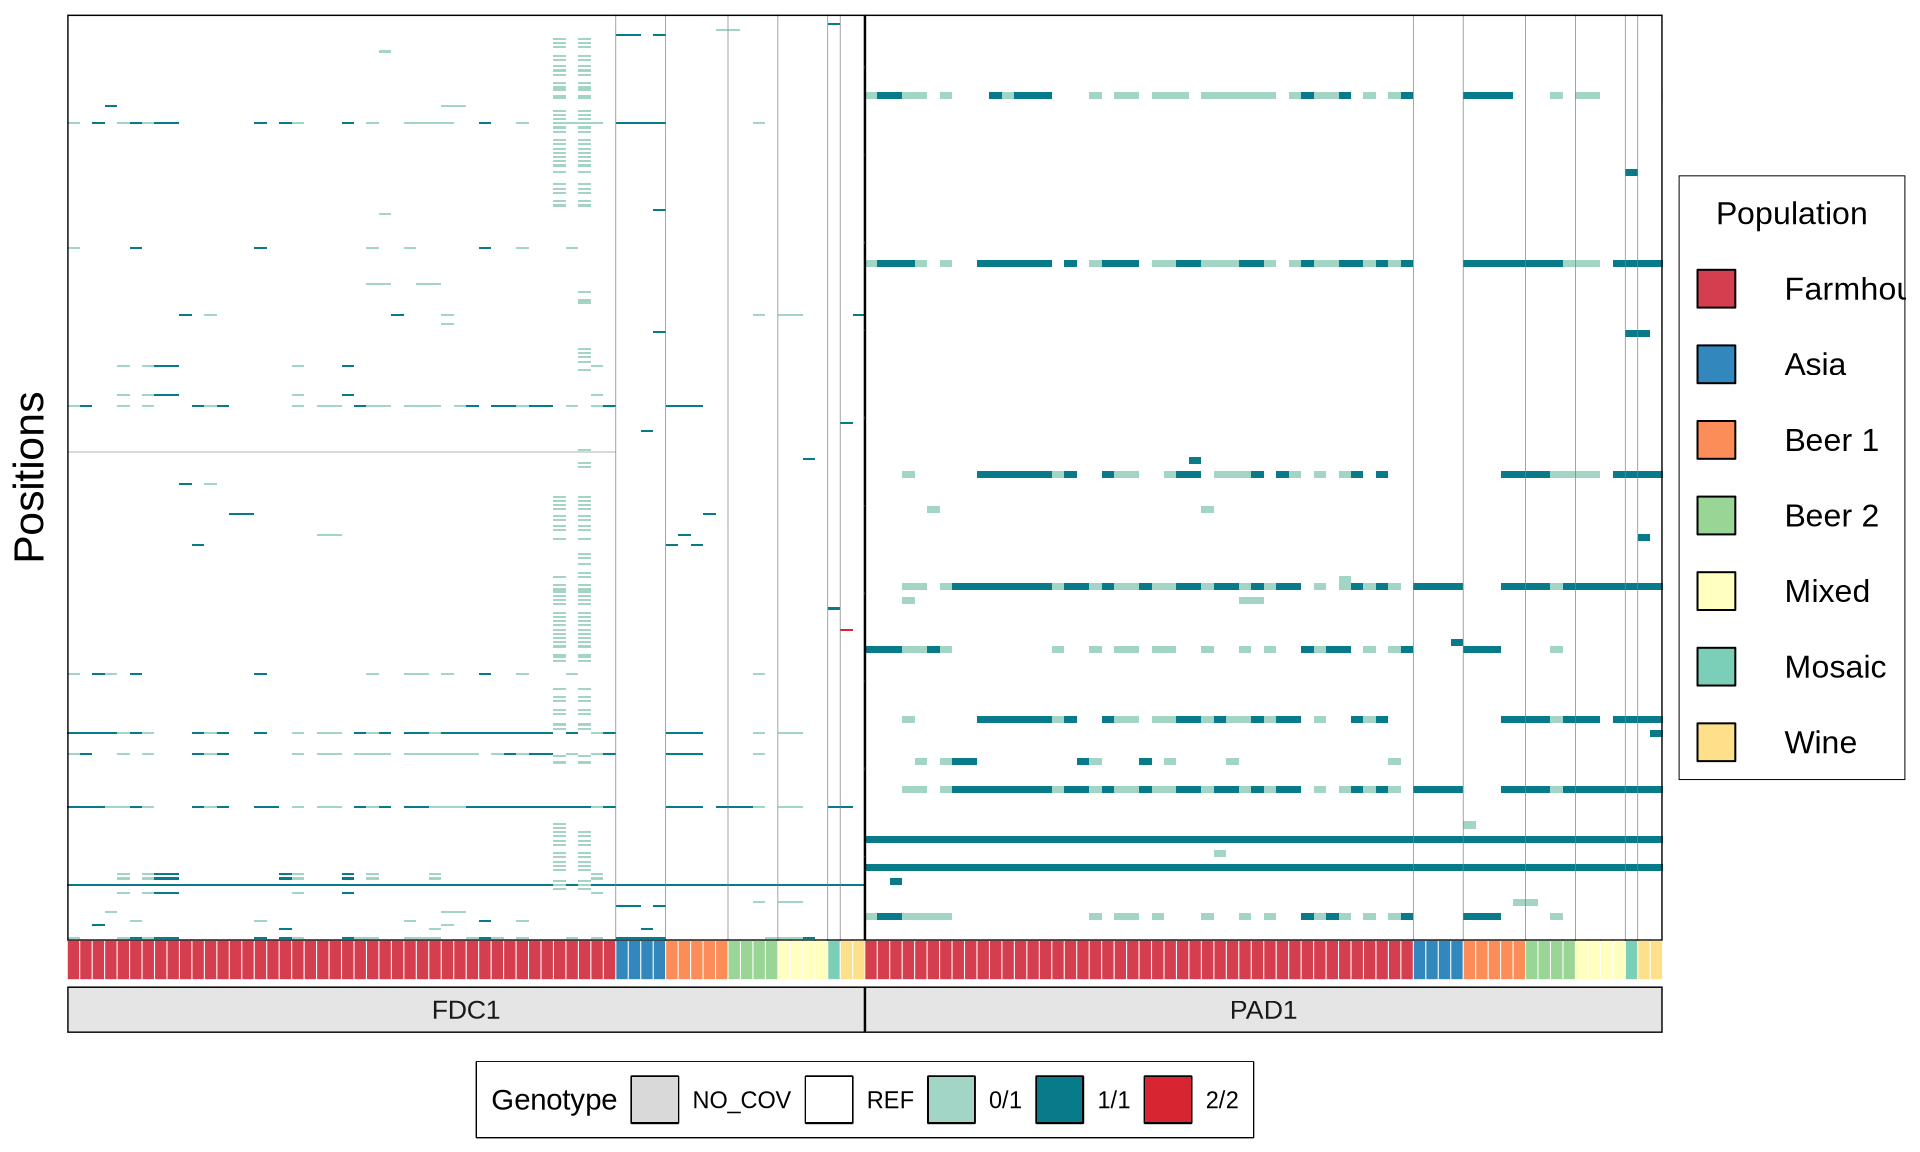 Positions
FDC1
PAD1
Population
Farmhou
Asia
Beer 1
Beer 2
Mixed
Mosaic
Wine
Genotype
NO_COV
REF
0/1
1/1
2/2